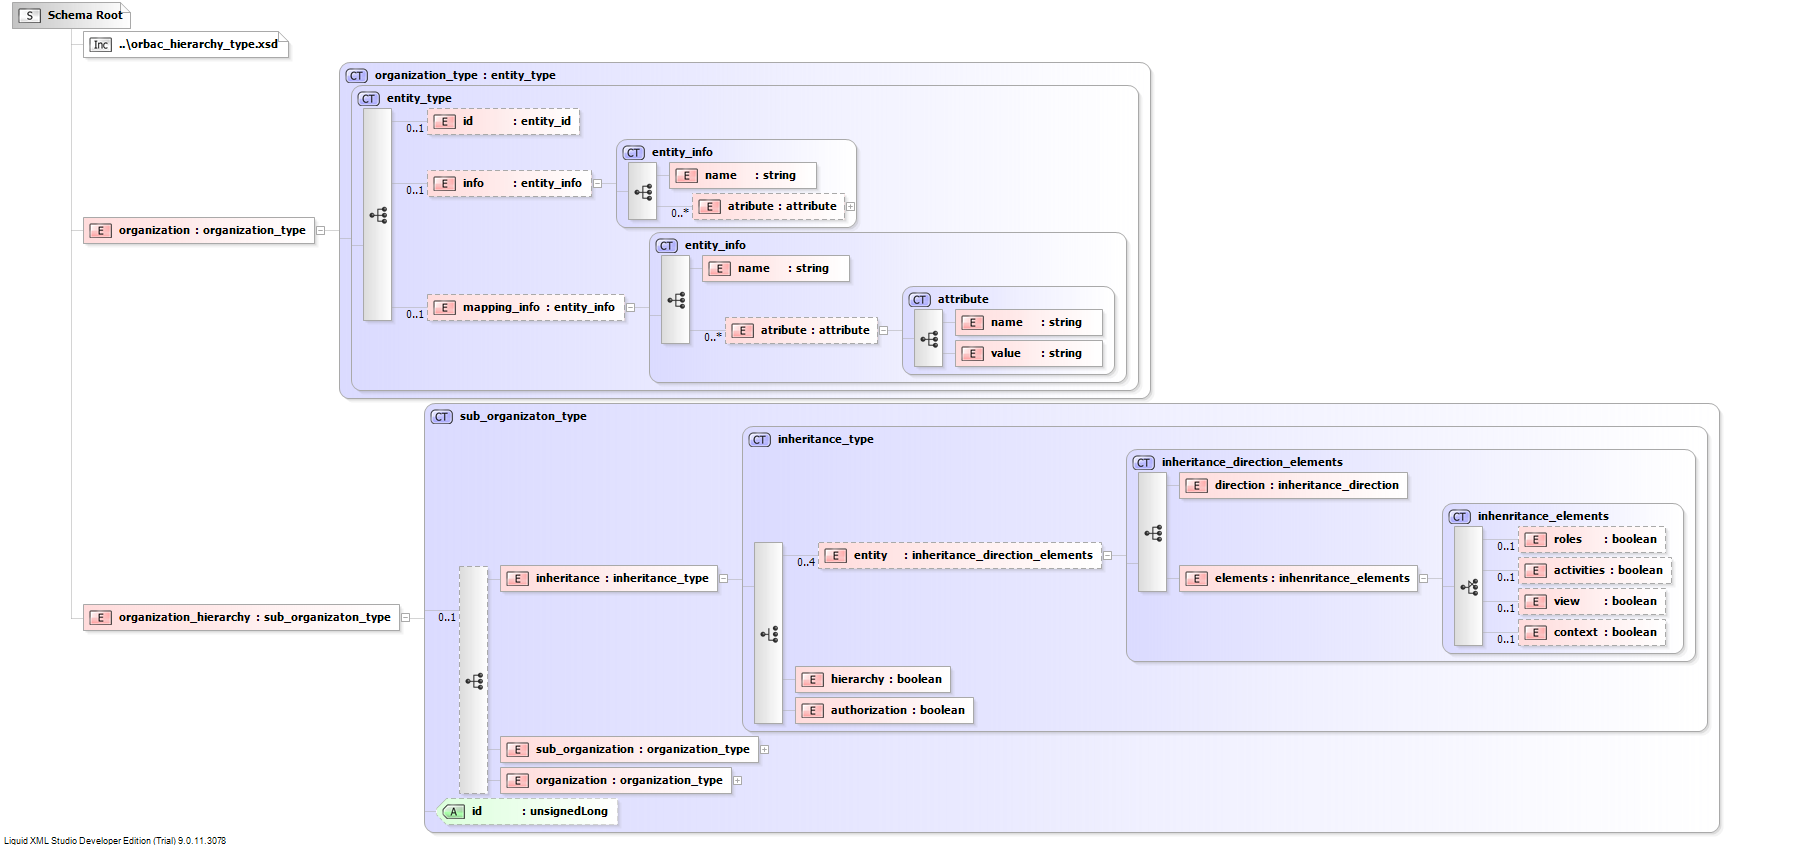 S Schema Root
Inc ..\orbac_hierarchy_type.xsd
CT organization_type : entity_type
CT entity_type
0..1 E id : entity_id
CT entity_info
0..1 E info : entity_info
E name : string
0..* E atribute : attribute
E organization : organization_type
CT entity_info
E name : string
CT attribute
0..1 E mapping_info : entity_info
E name : string
0..* E atribute : attribute
E value : string
CT sub_organizaton_type
CT inheritance_type
CT inheritance_direction_elements
E direction : inheritance_direction
CT inhenritance_elements
0..1 E roles : boolean
0..4 E entity : inheritance_direction_elements
0..1 E activities : boolean
E inheritance : inheritance_type
E elements : inhenritance_elements
0..1 E view : boolean
E organization_hierarchy : sub_organizaton_type
0..1
0..1 E context : boolean
E hierarchy : boolean
E authorization : boolean
E sub_organization : organization_type
E organization : organization_type
A id : unsignedLong
Liquid XML Studio Developer Edition (Trial) 9.0.11.3078